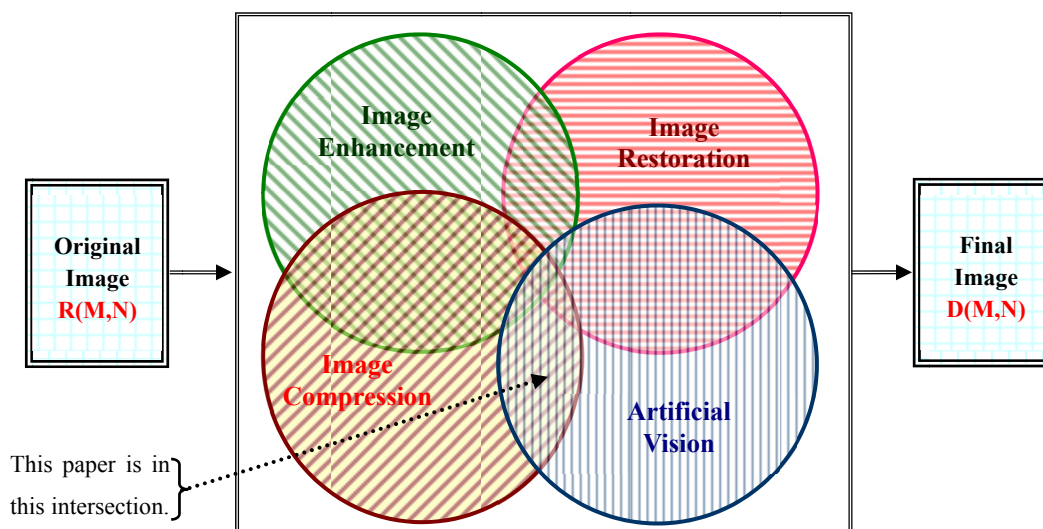 Image
Enhancement
Image
Restoration
Original
Image
R(M,N)
Final
Image
D(M,N)
Image
Compression
Artificial
Vision
This paper is in
this intersection.